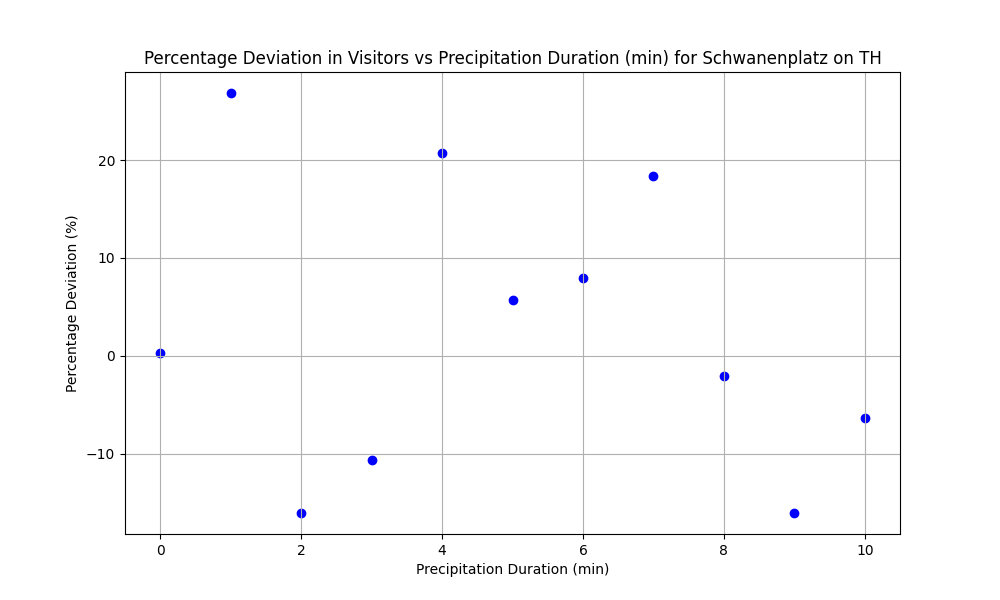 Percentage Deviation in Visitors vs Precipitation Duration (min) for Schwanenplatz on TH
20
10
0
−10
Percentage Deviation (%)
0 2 4 6 8 10
Precipitation Duration (min)